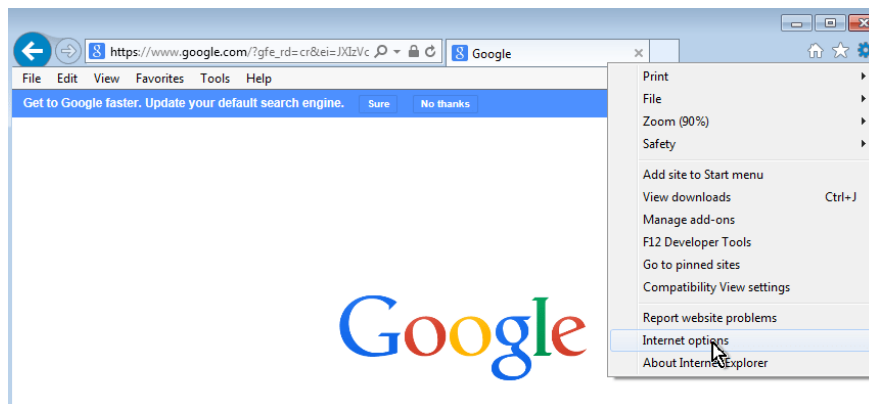 https://www.google.com/?gfe_rd=cr&ei=JXIzVc
Google
File Edit View Favorites Tools Help
Get to Google faster. Update your default search engine. Sure No thanks
Print
File
Zoom (90%)
Safety
Add site to Start menu
View downloads Ctrl+J
Manage add-ons
F12 Developer Tools
Go to pinned sites
Compatibility View settings
Report website problems
Internet options
About Internet Explorer
Google